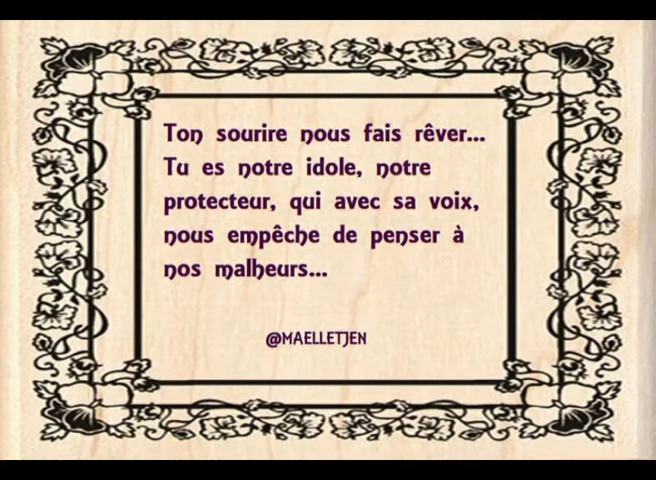 Ton sourire nous fais rêver...
Tu es notre idole, notre
protecteur, qui avec sa voix,
nous empêche de penser à
nos malheurs...
@MAELLETJEN